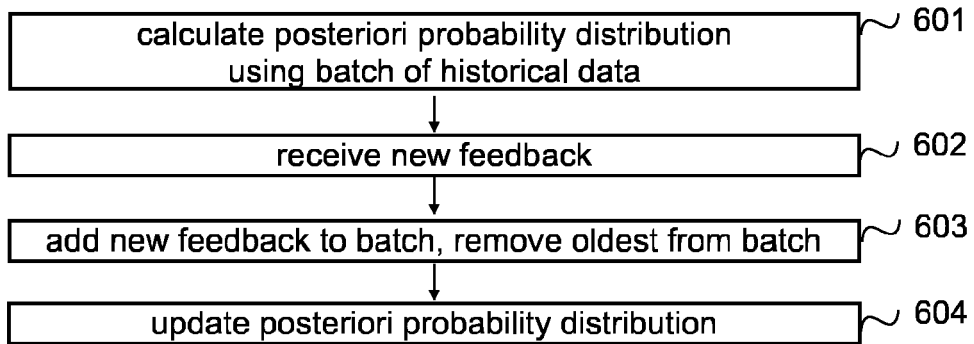 calculate posteriori probability distribution
using batch of historical data
601
receive new feedback
602
add new feedback to batch, remove oldest from batch
603
update posteriori probability distribution
604